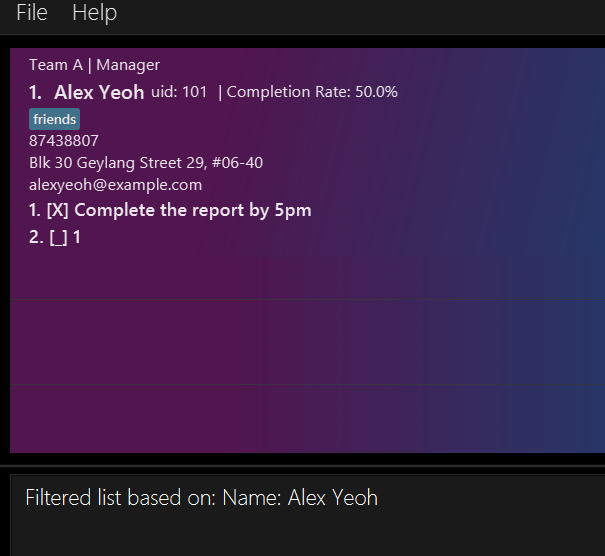 File Help
Team A | Manager
1. Alex Yeoh uid: 101 | Completion Rate: 50.0%
friends
87438807
Blk 30 Geylang Street 29, #06-40
alexyeoh@example.com
1. [X] Complete the report by 5pm
2. [_] 1
Filtered list based on: Name: Alex Yeoh